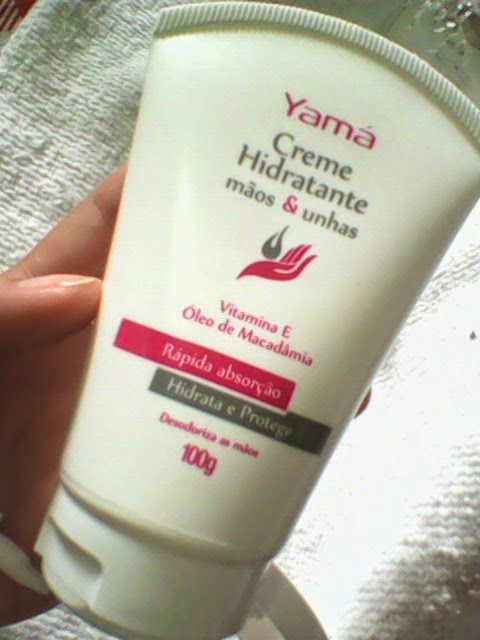 Yamá
Creme
Hidratante
mãos & unhas
Vitamina E
Óleo de Macadâmia
Rápida absorção
Hidrata e Protege
Desodoriza as mãos
100g